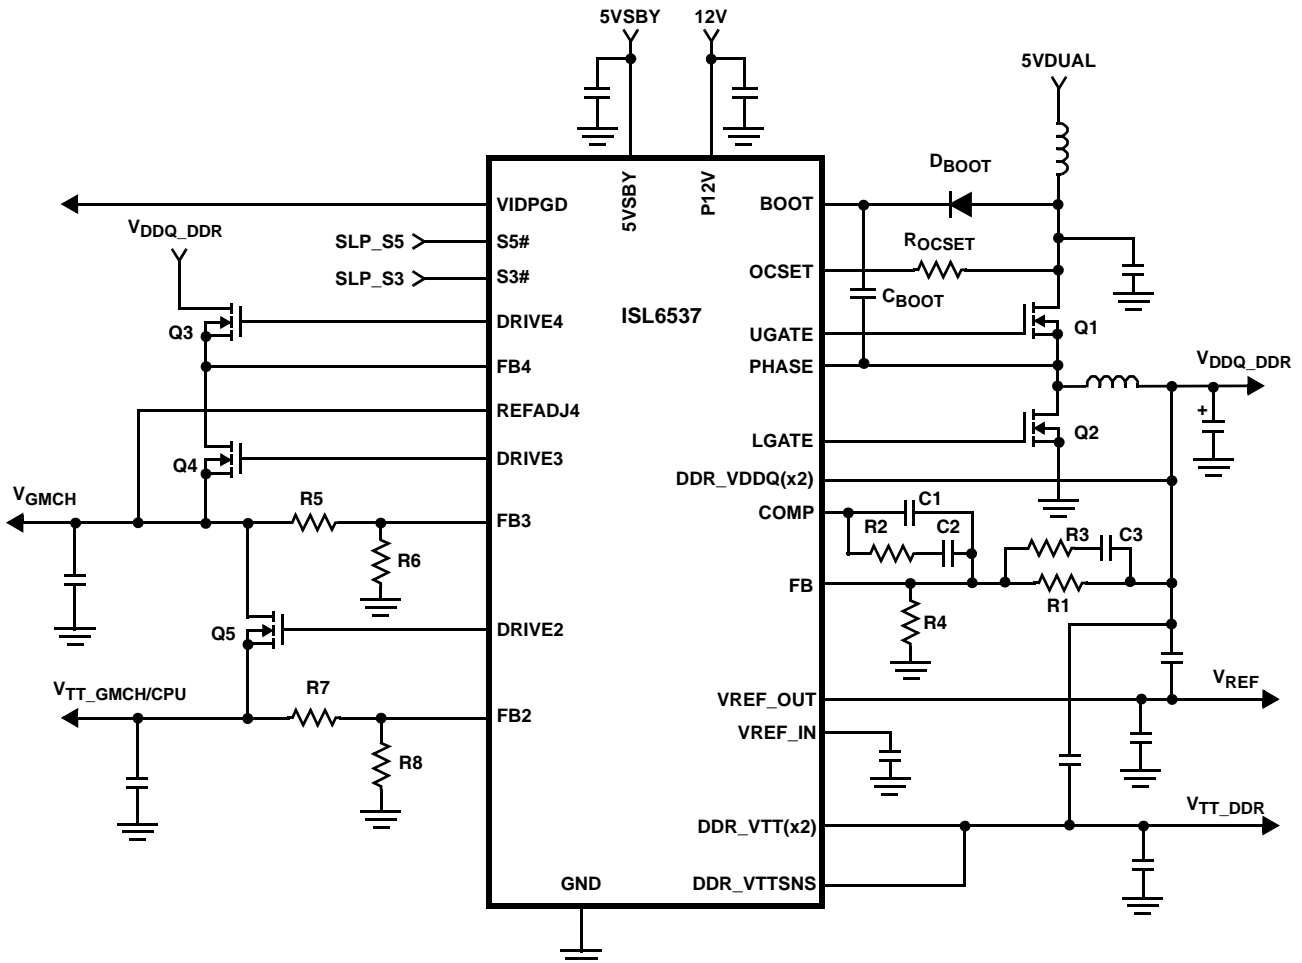 5VSBY
12V
5VDUAL
5VSBY
P12V
DBOOT
VIDPGD
BOOT
VDDQ_DDR
SLP_S5
S5#
ROCSET
SLP_S3
S3#
OCSET
CBOOT
ISL6537
Q3
DRIVE4
UGATE
Q1
FB4
PHASE
VDDQ_DDR
REFADJ4
+
Q4
DRIVE3
LGATE
Q2
DDR_VDDQ(x2)
VGMCH
R5
FB3
COMP
C1
R2
C2
R3
C3
R6
FB
R1
R4
Q5
DRIVE2
VTT_GMCH/CPU
R7
FB2
VREF_OUT
VREF
VREF_IN
R8
DDR_VTT(x2)
VTT_DDR
GND
DDR_VTTSNS